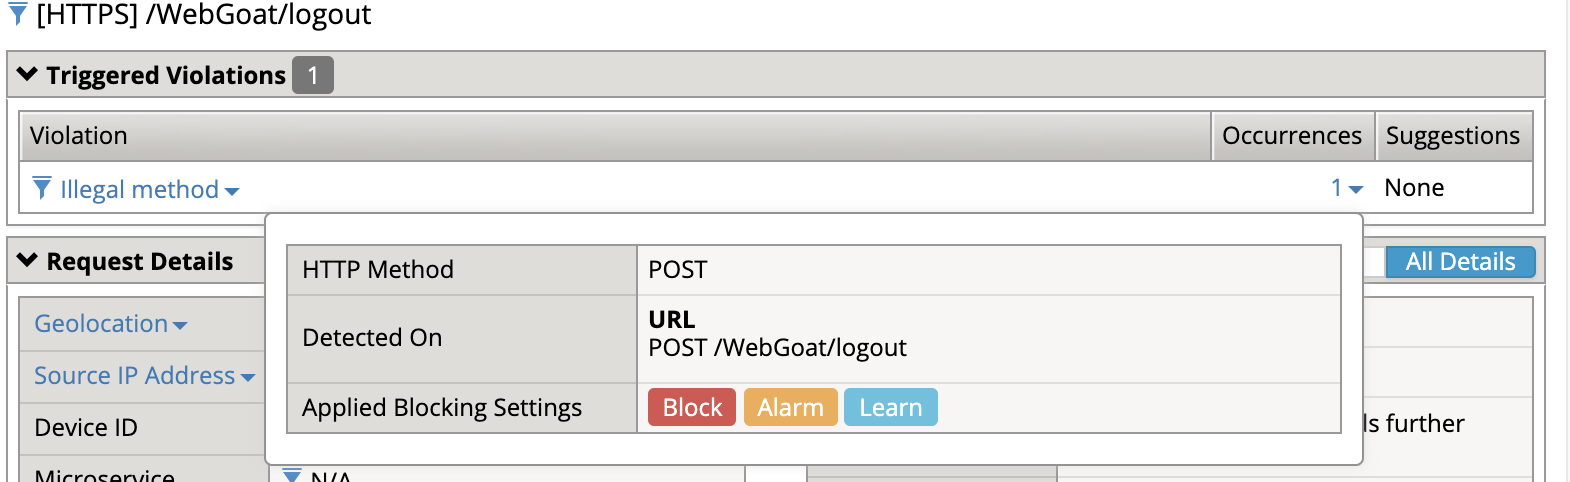 [HTTPS] /WebGoat/logout
Triggered Violations 1
Violation Occurrences Suggestions
Illegal method 1 None
HTTP Method POST
Detected On URL
POST /WebGoat/logout
Applied Blocking Settings Block Alarm Learn
Request Details All Details
Geolocation
Source IP Address
Device ID
further
Microservice N/A